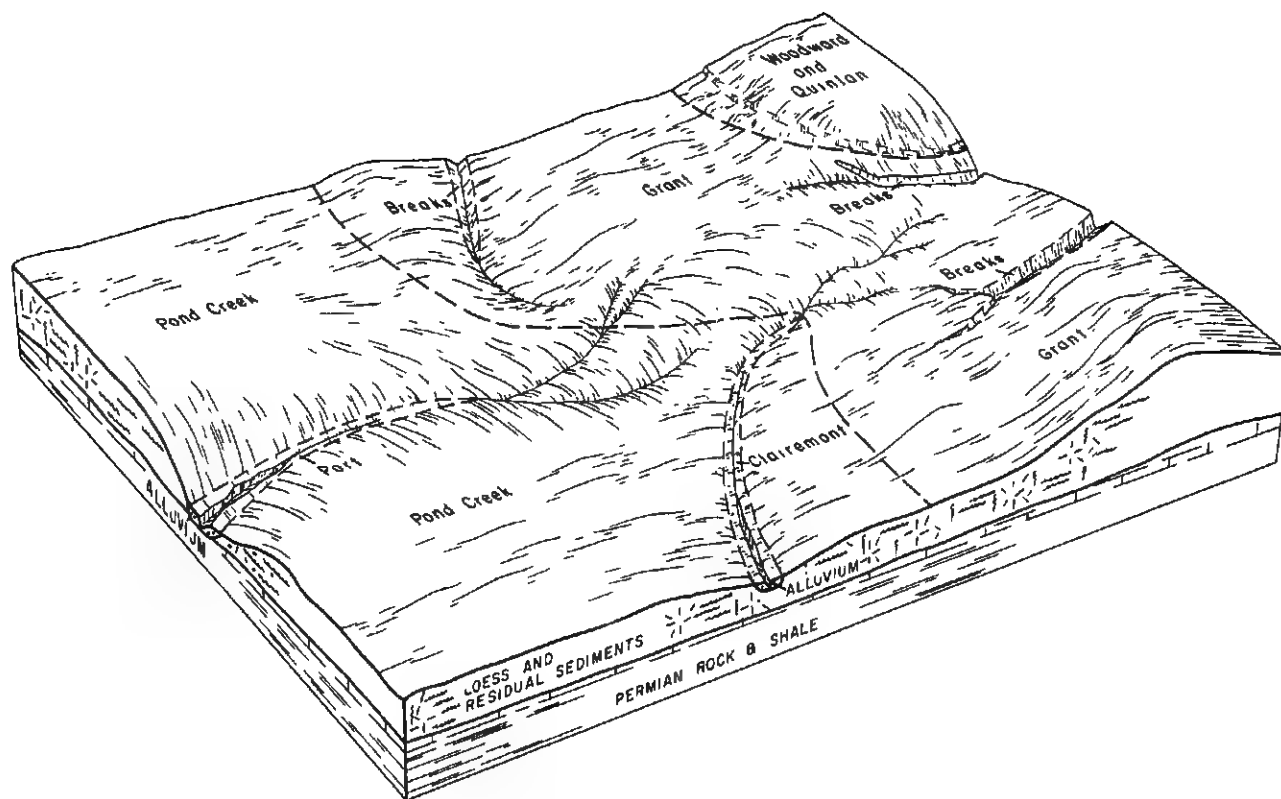 Woodward
and
Quinlan
Breaks
Grant
Breaks
Breaks
Pond Creek
Grant
Port
Clairemont
Pond Creek
ALLUVIUM
ALLUVIUM
LOESS AND
RESIDUAL SEDIMENTS
PERMIAN ROCK & SHALE